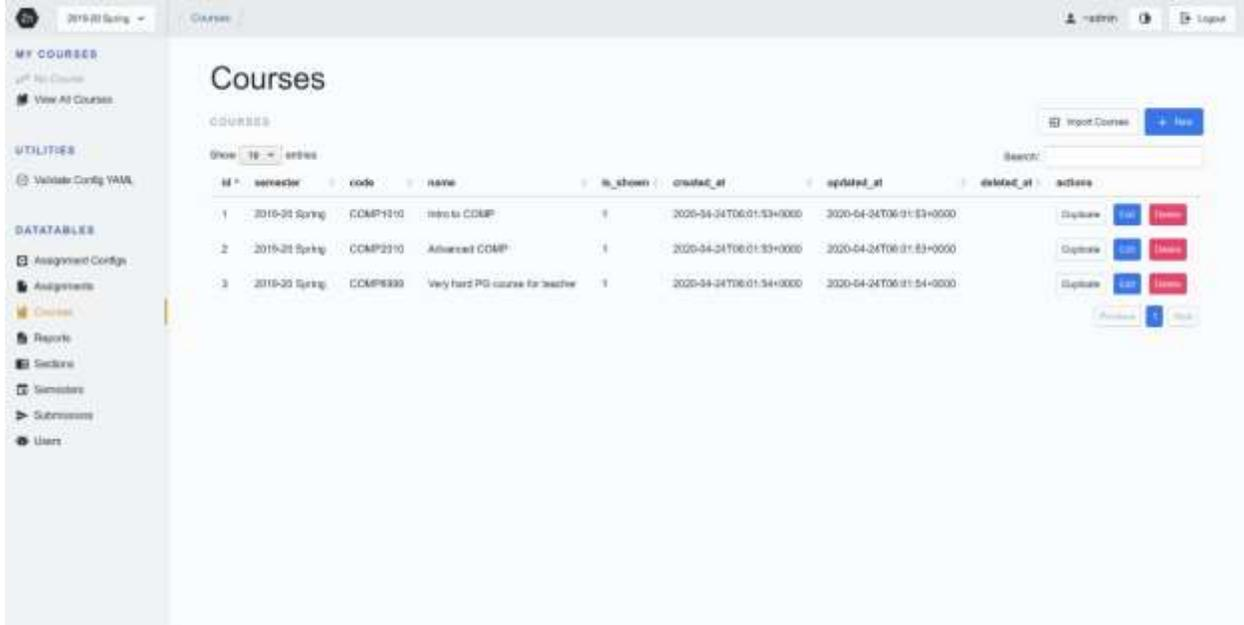 Zn 2019-20 Spring Courses ~admin Logout
MY COURSES
No Course
View All Courses
UTILITIES
Validate Config YAML
DATATABLES
Assignment Configs
Assignments
Courses
Reports
Sections
Semesters
Submissions
Users
Courses
COURSES
Import Courses + New
Show 10 entries
Search:
id semester code name is_shown created_at updated_at deleted_at actions
1 2019-20 Spring COMP1010 Intro to COMP 1 2020-04-24T06:01:53+0000 2020-04-24T06:01:53+0000 Duplicate Edit Delete
2 2019-20 Spring COMP2010 Advanced COMP 1 2020-04-24T06:01:53+0000 2020-04-24T06:01:53+0000 Duplicate Edit Delete
3 2019-20 Spring Very hard PG course for teacher 1 2020-04-24T06:01:54+0000 2020-04-24T06:01:54+0000 Duplicate Edit Delete
Previous 1 Next